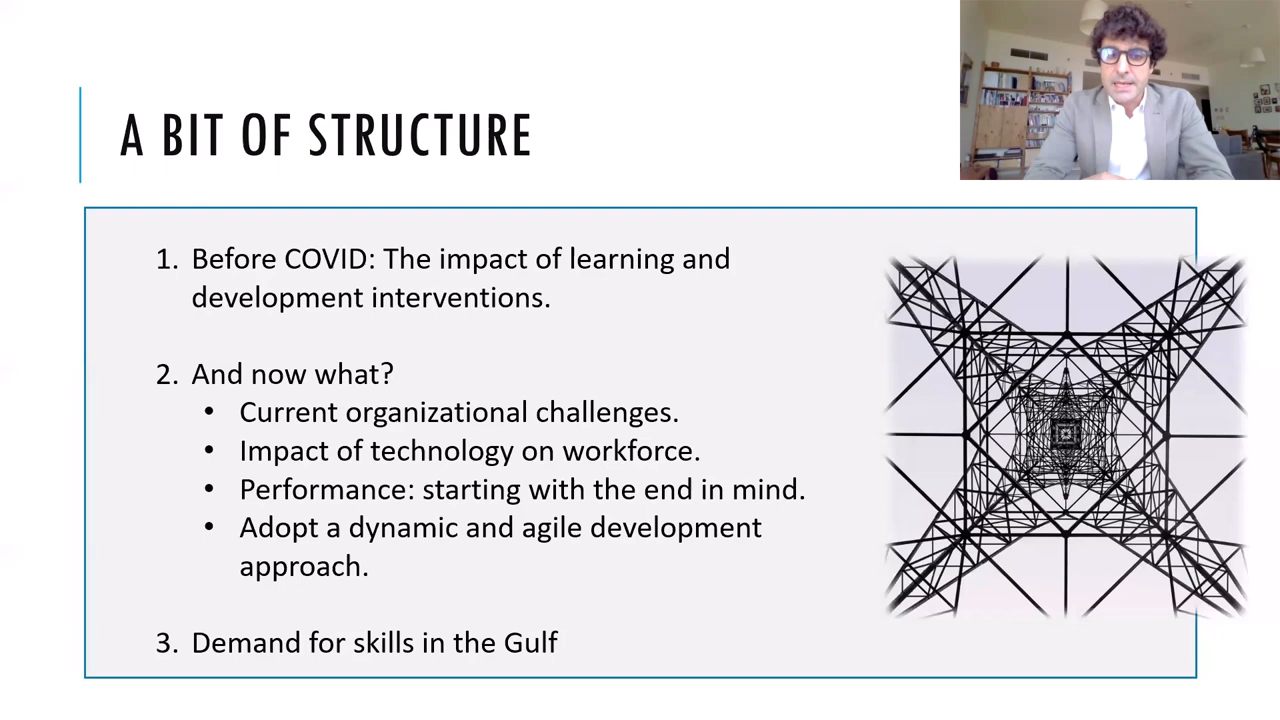 A BIT OF STRUCTURE
1. Before COVID: The impact of learning and
development interventions.
2. And now what?
• Current organizational challenges.
• Impact of technology on workforce.
• Performance: starting with the end in mind.
• Adopt a dynamic and agile development
approach.
3. Demand for skills in the Gulf